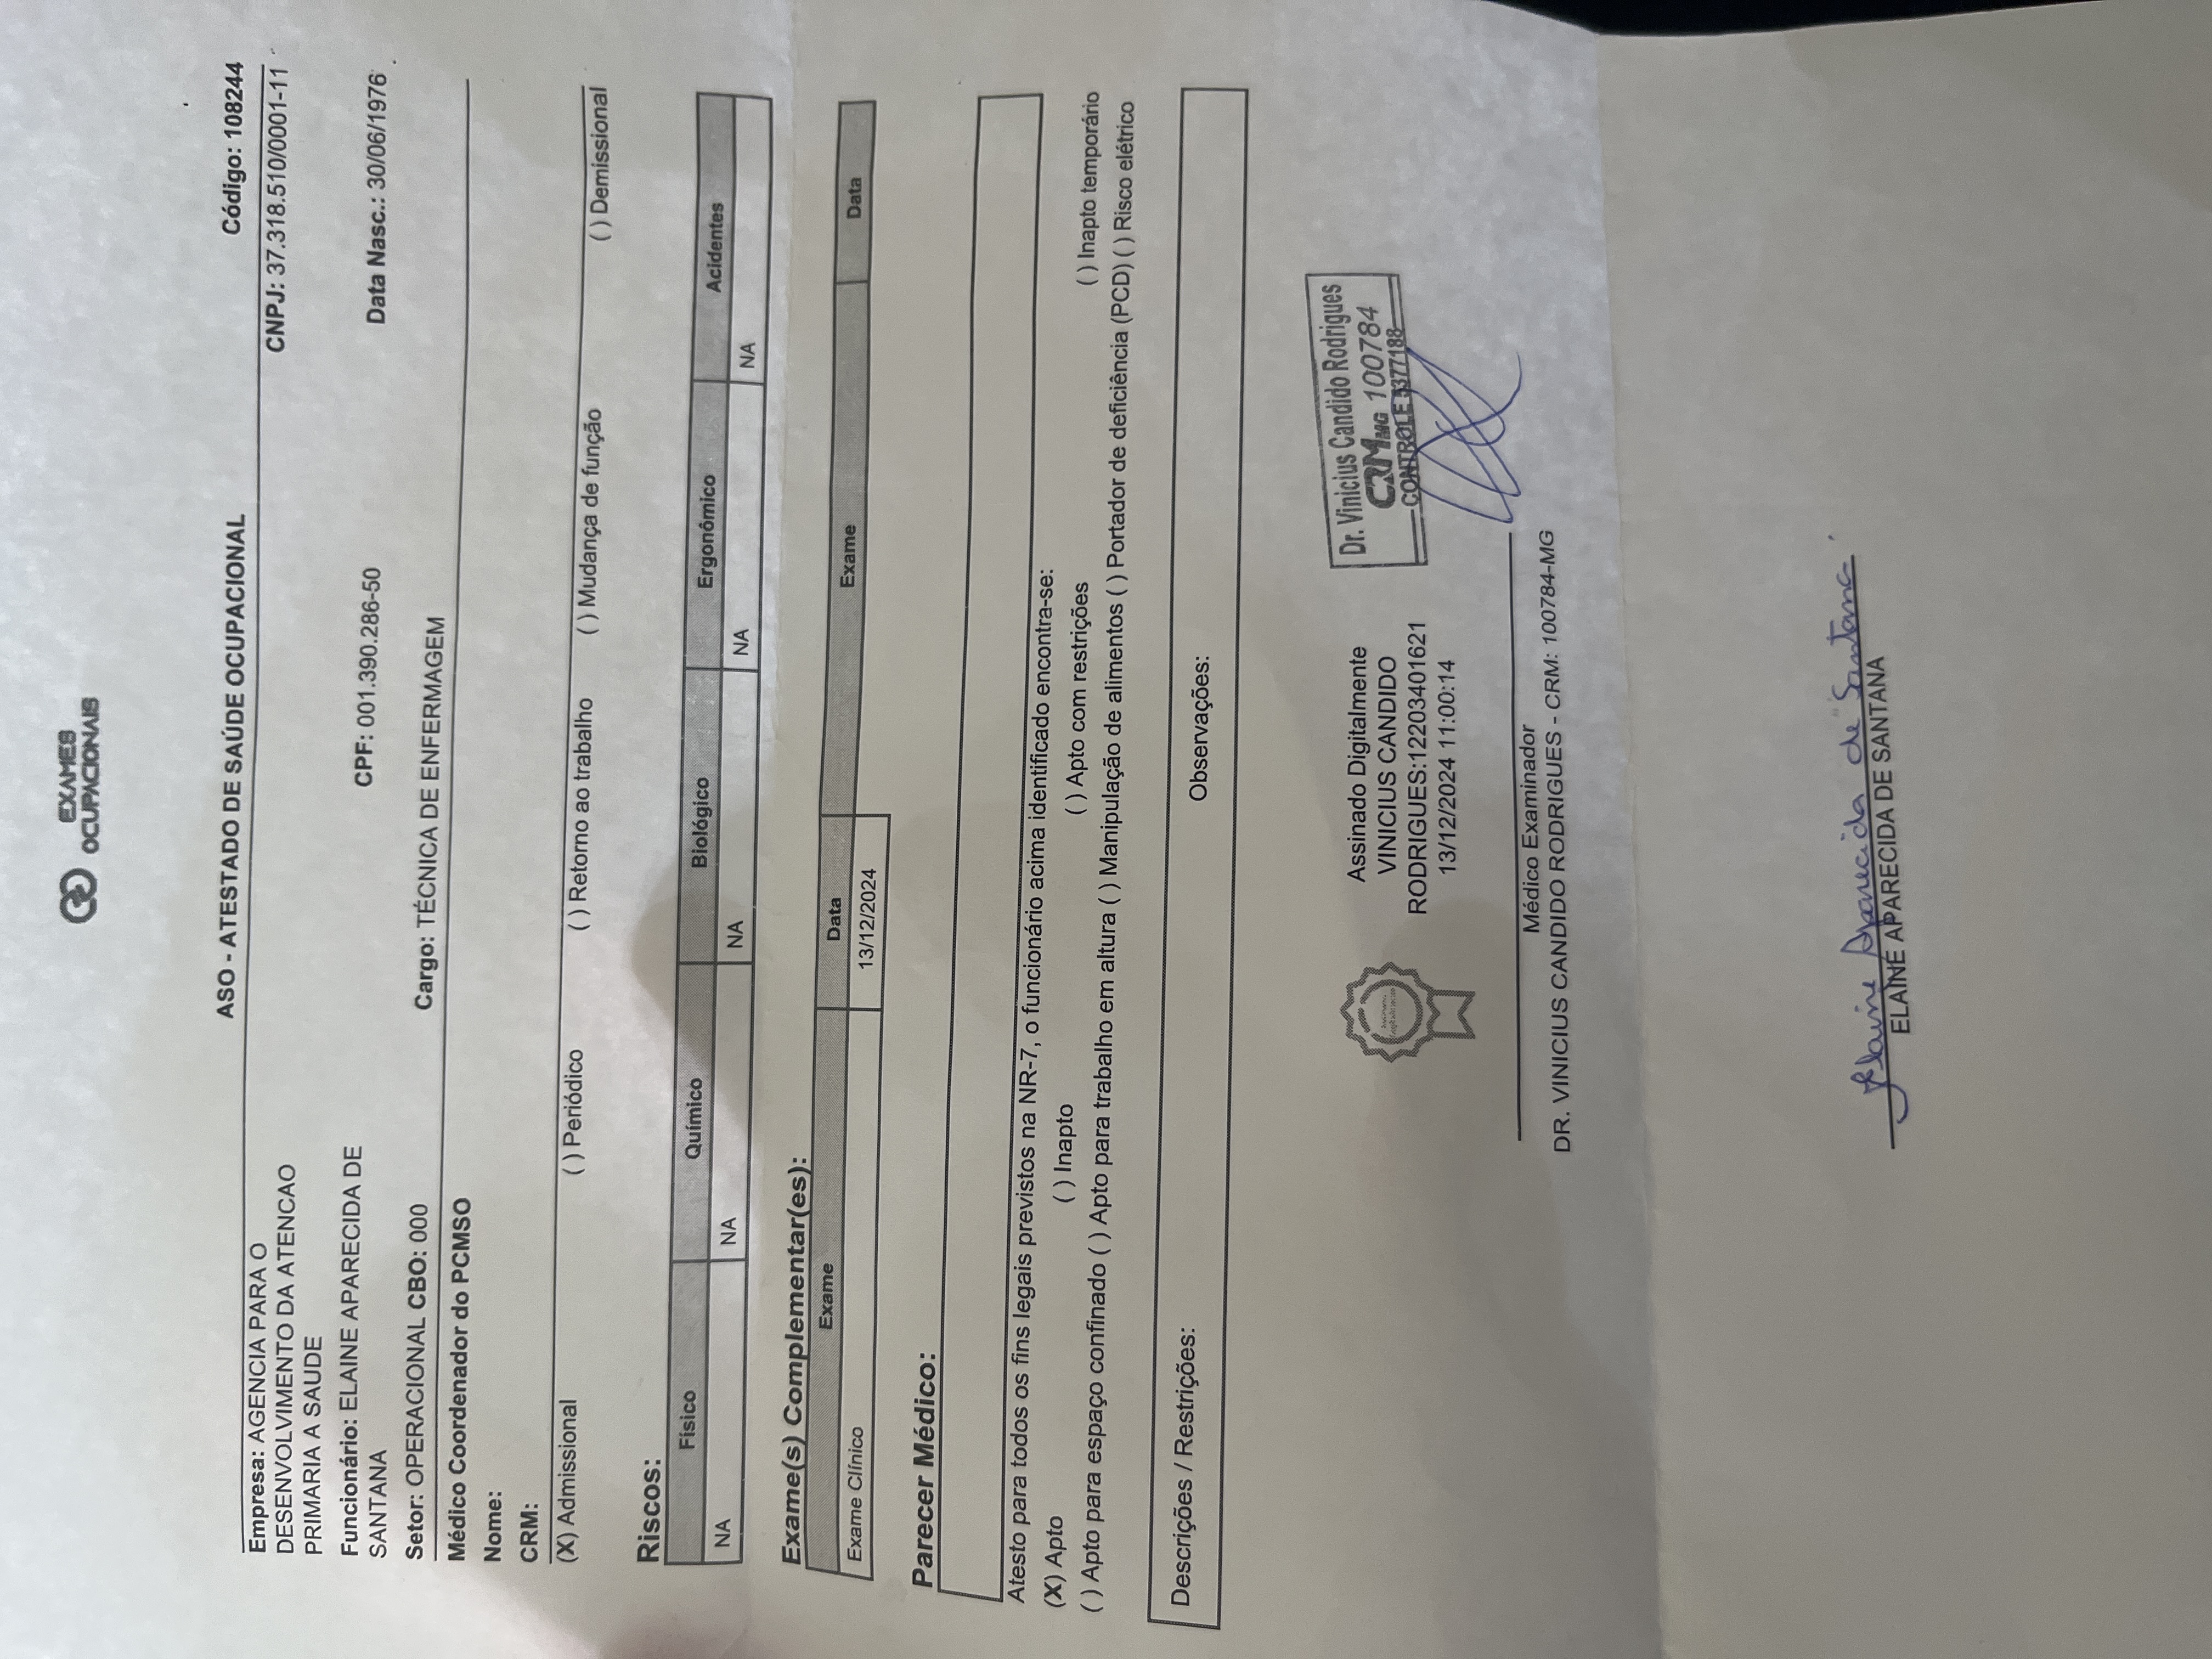 EXAMES
OCUPACIONAIS
ASO - ATESTADO DE SAÚDE OCUPACIONAL
Código: 108244
Empresa: AGENCIA PARA O
DESENVOLVIMENTO DA ATENCAO
PRIMARIA A SAUDE
CNPJ: 37.318.510/0001-11
Funcionário: ELAINE APARECIDA DE
SANTANA
CPF: 001.390.286-50
Data Nasc.: 30/06/1976
Setor: OPERACIONAL CBO: 000
Cargo: TÉCNICA DE ENFERMAGEM
Médico Coordenador do PCMSO
Nome:
CRM:
(X) Admissional ( ) Periódico ( ) Retorno ao trabalho ( ) Mudança de função ( ) Demissional
Riscos:
Físico Químico Biológico Ergonômico Acidentes
NA NA NA NA NA
Exame(s) Complementar(es):
Exame Data Exame Data
Exame Clínico 13/12/2024
Parecer Médico:
Atesto para todos os fins legais previstos na NR-7, o funcionário acima identificado encontra-se:
(X) Apto ( ) Inapto ( ) Apto com restrições ( ) Inapto temporário
( ) Apto para espaço confinado ( ) Apto para trabalho em altura ( ) Manipulação de alimentos ( ) Portador de deficiência (PCD) ( ) Risco elétrico
Descrições / Restrições: Observações:
Assinado Digitalmente
VINICIUS CANDIDO
RODRIGUES:12203401621
13/12/2024 11:00:14
Dr. Vinicius Candido Rodrigues
CRMMG 100784
CONTROLE 5377188
Médico Examinador
DR. VINICIUS CANDIDO RODRIGUES - CRM: 100784-MG
Elaine Aparecida de Santana
ELAINE APARECIDA DE SANTANA